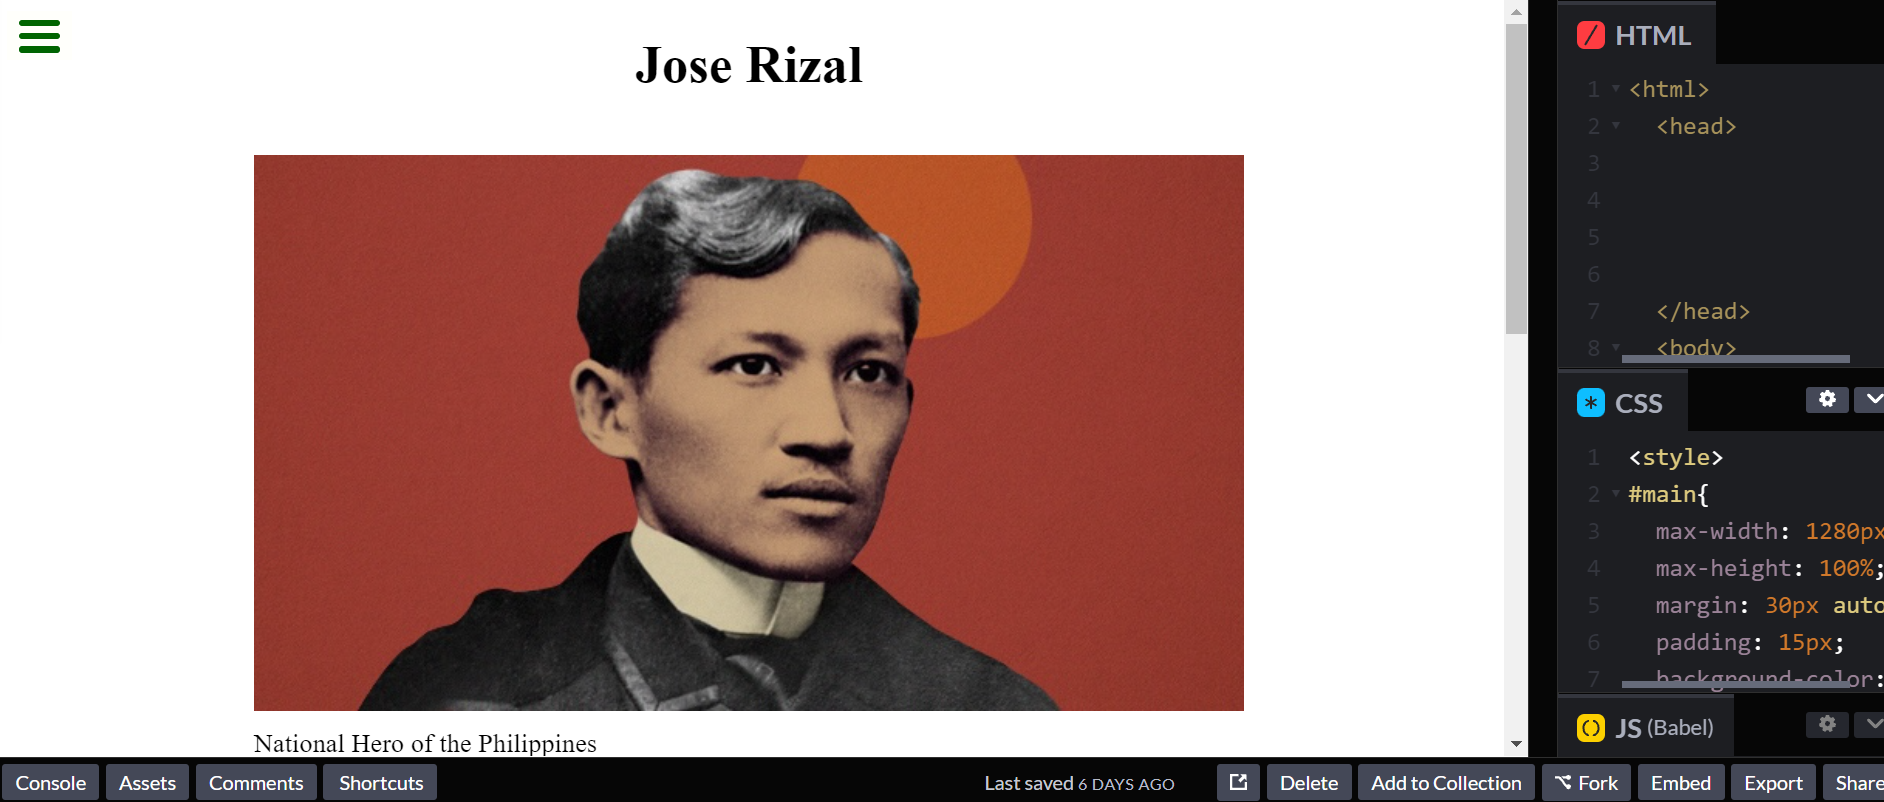 Jose Rizal
National Hero of the Philippines
HTML
1 <html>
2 <head>
3
4
5
6
7 </head>
8 <body>
CSS
1 <style>
2 #main{
3 max-width: 1280px
4 max-height: 100%;
5 margin: 30px auto
6 padding: 15px;
7 background-color:
JS (Babel)
Console Assets Comments Shortcuts Last saved 6 DAYS AGO Delete Add to Collection Fork Embed Export Share